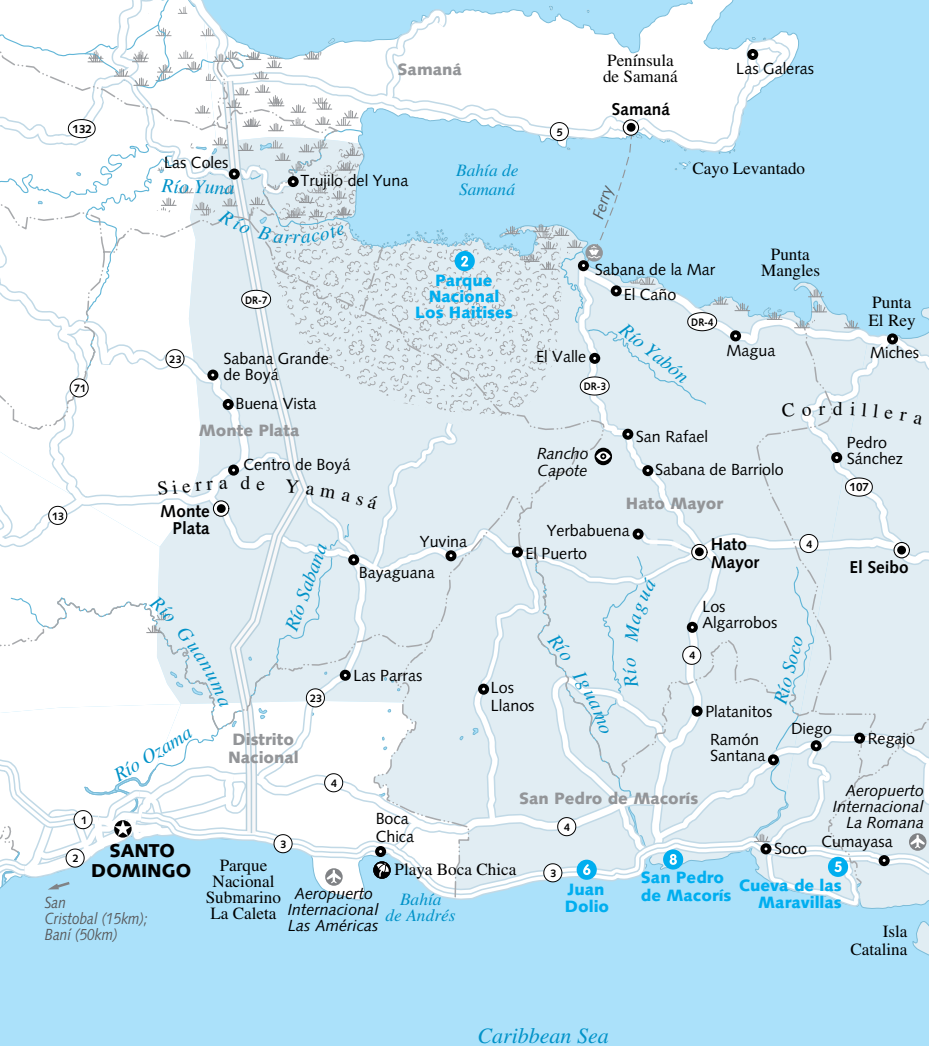 Samaná
Península
de Samaná
Las Galeras
Samaná
132
5
Las Coles
Trujilo del Yuna
Río Yuna
Río Barracote
Bahía de
Samaná
Cayo Levantado
Ferry
2
Parque
Nacional
Los Haitises
Sabana de la Mar
El Caño
Punta
Mangles
Punta
El Rey
DR-7
DR-4
Magua
Miches
Río Yabón
El Valle
DR-3
23
71
Sabana Grande
de Boyá
Buena Vista
Monte Plata
Cordillera
San Rafael
Rancho
Capote
Sabana de Barriolo
Pedro
Sánchez
107
Centro de Boyá
Sierra de Yamasá
Monte
Plata
13
Hato Mayor
Yerbabuena
Yuvina
El Puerto
Hato
Mayor
4
El Seibo
Bayaguana
Río Sabana
Río Guanuma
Río Magua
Río Iguamo
Río Soco
Los
Algarrobos
4
Las Parras
23
Los
Llanos
Platanitos
Ramón
Santana
Diego
Regajo
Distrito
Nacional
Río Ozama
4
San Pedro de Macorís
4
Aeropuerto
Internacional
La Romana
1
2
SANTO
DOMINGO
3
Boca
Chica
Playa Boca Chica
Parque
Nacional
Submarino
La Caleta
Aeropuerto
Internacional
Las Américas
Bahía
de Andrés
3
6
Juan
Dolio
8
San Pedro
de Macorís
Soco
Cumayasa
5
Cueva de las
Maravillas
San
Cristobal (15km);
Baní (50km)
Isla
Catalina
Caribbean Sea